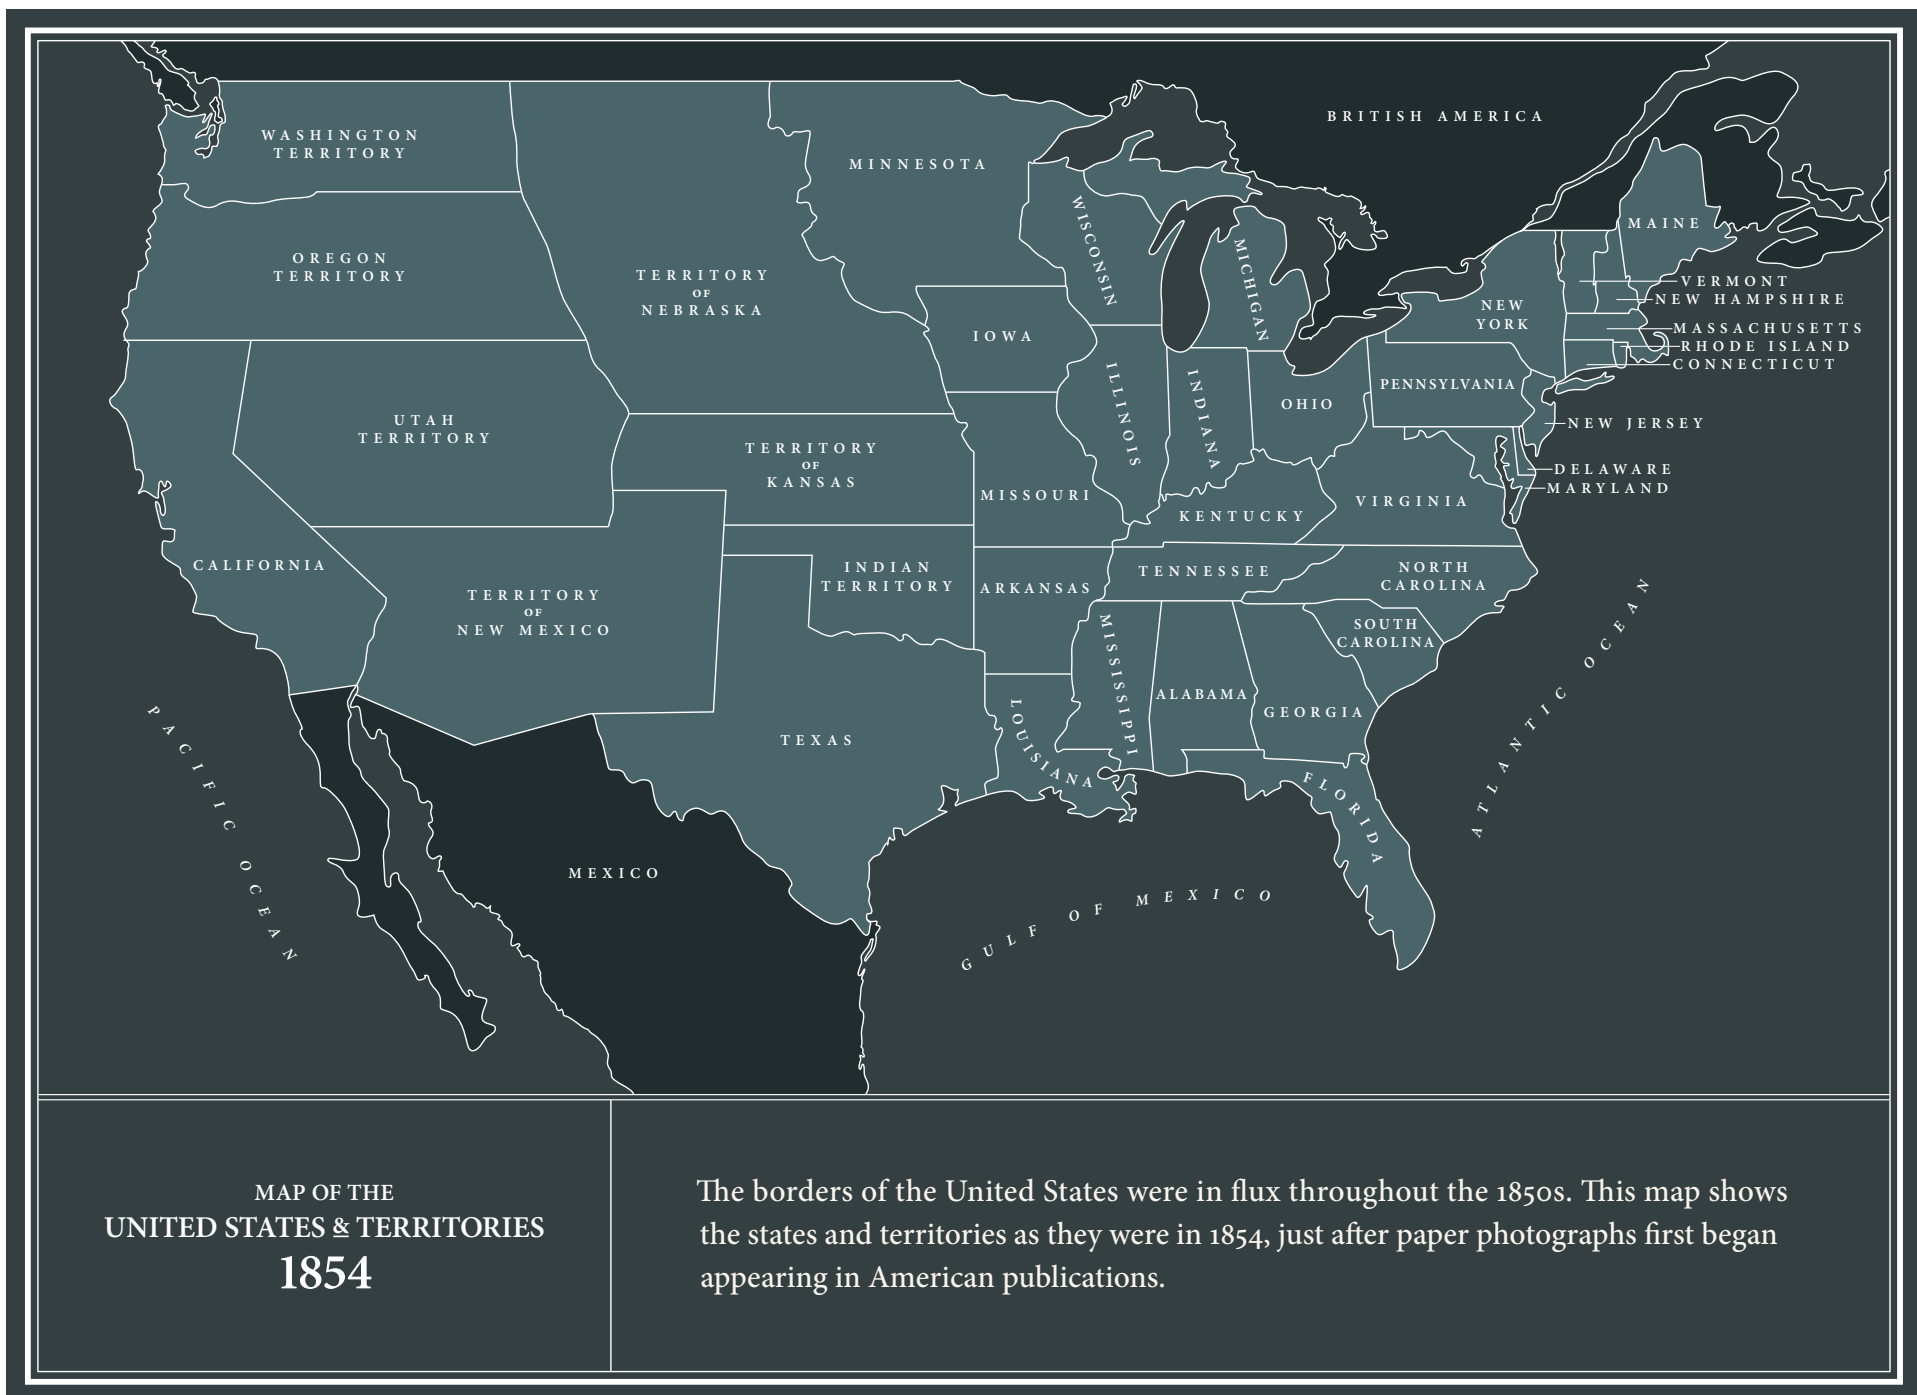 BRITISH AMERICA
WASHINGTON
TERRITORY
MINNESOTA
MAINE
WISCONSIN
MICHIGAN
OREGON
TERRITORY
TERRITORY
OF
NEBRASKA
VERMONT
NEW HAMPSHIRE
NEW
YORK
MASSACHUSETTS
RHODE ISLAND
CONNECTICUT
IOWA
ILLINOIS
INDIANA
OHIO
PENNSYLVANIA
NEW JERSEY
UTAH
TERRITORY
TERRITORY
OF
KANSAS
DELAWARE
MARYLAND
MISSOURI
VIRGINIA
KENTUCKY
CALIFORNIA
INDIAN
TERRITORY
ARKANSAS
TENNESSEE
NORTH
CAROLINA
TERRITORY
OF
NEW MEXICO
SOUTH
CAROLINA
MISSISSIPPI
ALABAMA
GEORGIA
LOUISIANA
TEXAS
FLORIDA
PACIFIC OCEAN
ATLANTIC OCEAN
MEXICO
GULF OF MEXICO
MAP OF THE
UNITED STATES & TERRITORIES
1854
The borders of the United States were in flux throughout the 1850s. This map shows
the states and territories as they were in 1854, just after paper photographs first began
appearing in American publications.